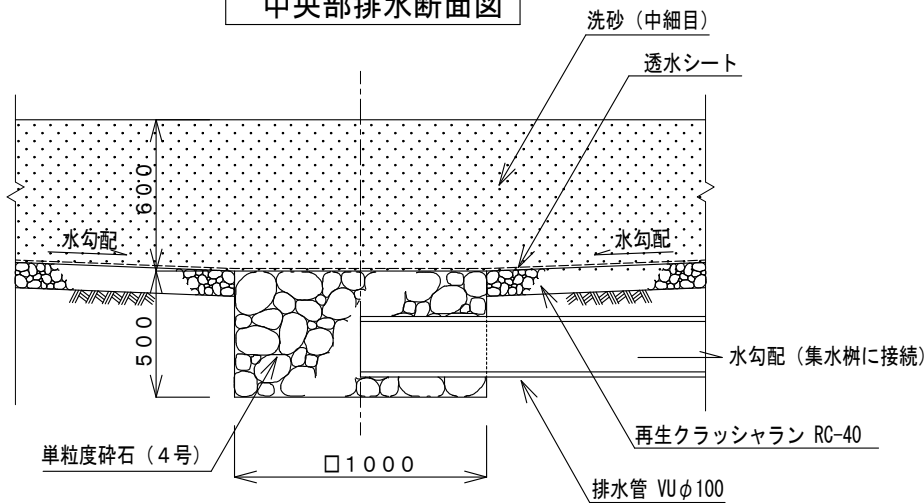 中央部排水断面図
洗砂（中細目）
透水シート
600
水勾配
水勾配
500
水勾配（集水桝に接続）
再生クラッシャラン RC-40
単粒度砕石（４号）
□1000
排水管 VUφ100